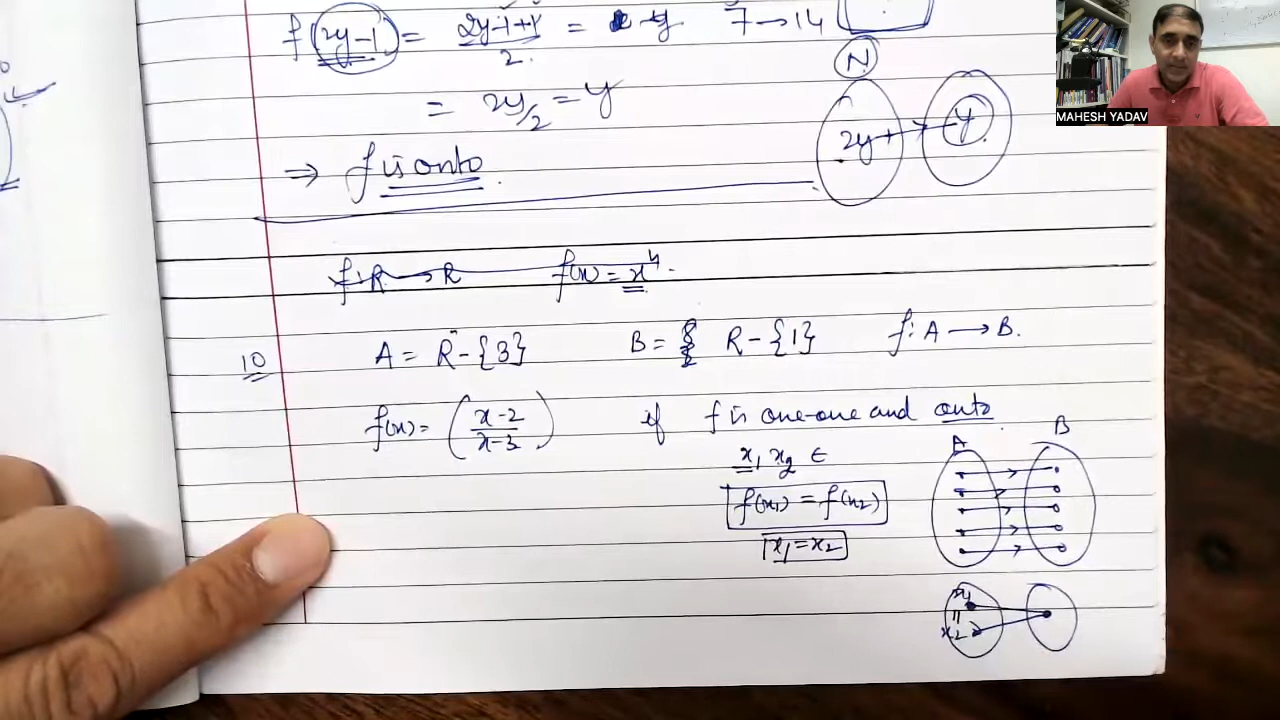 f(2y-1) = 2y-1+1/2 = y 7→14
N
= 2y/2 = y
2y+ y
⇒ f is onto.
f: R → R f(x) = x⁴.
10 A = R-{3} B = R-{1} f: A → B.
f(x) = (x-2/x-3) if f is one-one and onto
x₁ x₂ ∈ A B
f(x₁) = f(x₂)
x₁ = x₂
x₁
=
x₂
MAHESH YADAV